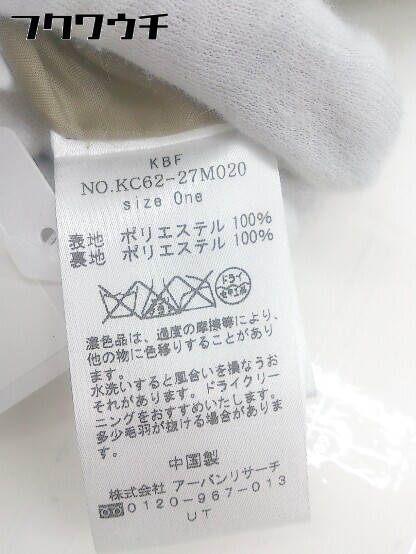 フクワウチ
KBF
NO.KC62-27M020
size One
表地 ポリエステル 100%
裏地 ポリエステル 100%
ドライ
濃色品は、過度の摩擦等により、
他の物に色移りすることがあり
ます。
水洗いすると風合いを損なうお
それがあります。ドライクリー
ニングをおすすめいたします。
多少毛羽が抜ける場合がありま
す。
中国製
株式会社 アーバンリサーチ
0120-967-013
UT